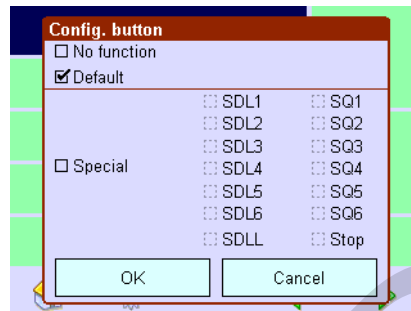 Config. button
No function
Default
SDL1 SQ1
SDL2 SQ2
SDL3 SQ3
Special SDL4 SQ4
SDL5 SQ5
SDL6 SQ6
SDLL Stop
OK Cancel